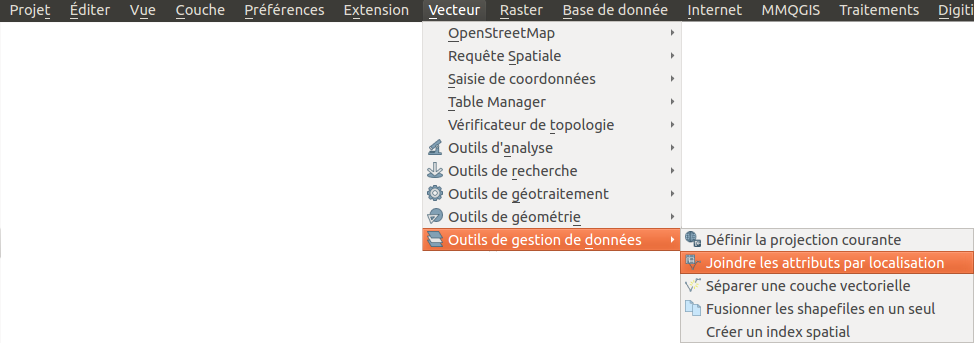 Projet Éditer Vue Couche Préférences Extension Vecteur Raster Base de donnée Internet MMQGIS Traitements Digiti
OpenStreetMap
Requête Spatiale
Saisie de coordonnées
Table Manager
Vérificateur de topologie
Outils d'analyse
Outils de recherche
Outils de géotraitement
Outils de géométrie
Outils de gestion de données
Définir la projection courante
Joindre les attributs par localisation
Séparer une couche vectorielle
Fusionner les shapefiles en un seul
Créer un index spatial